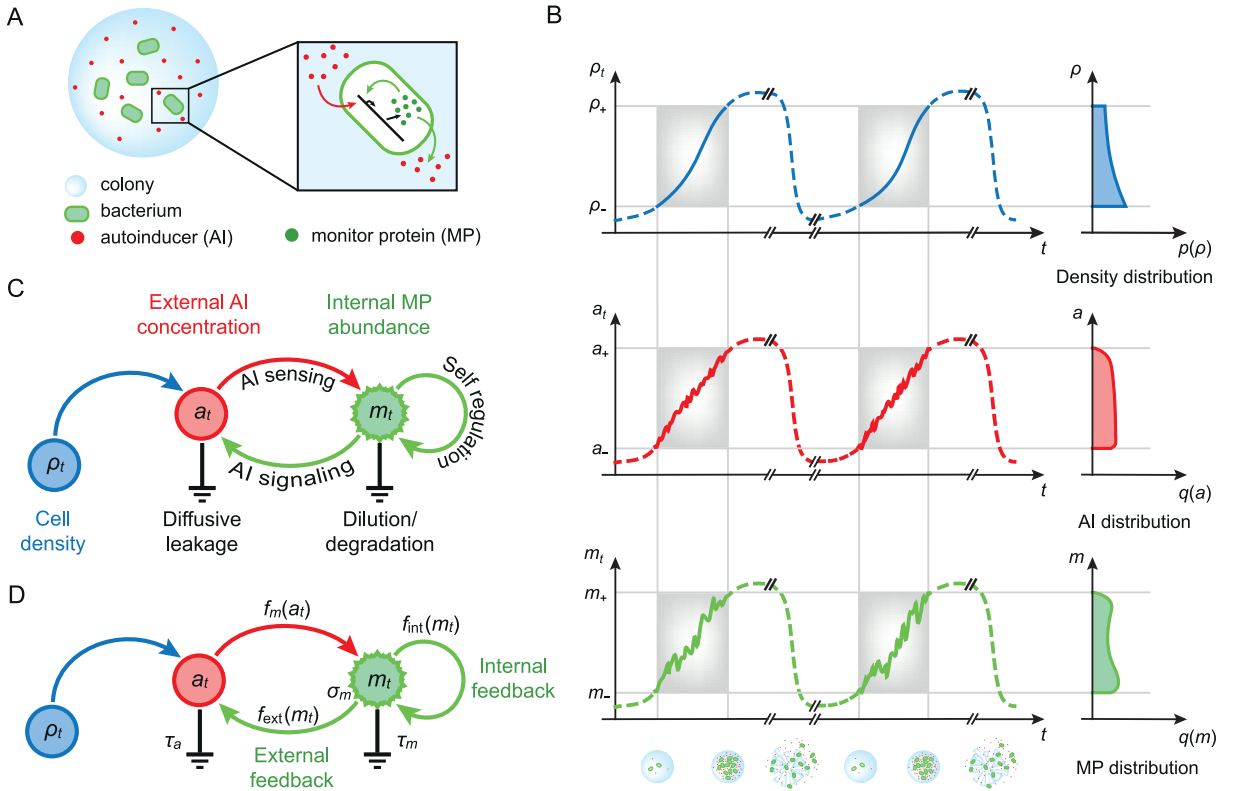 A
colony
bacterium
autoinducer (AI)
monitor protein (MP)
B
ρt
ρ+
ρ-
t
ρ
p(ρ)
Density distribution
at
a+
a-
t
a
q(a)
AI distribution
mt
m+
m-
t
m
q(m)
MP distribution
C
External AI
concentration
Internal MP
abundance
AI sensing
Self regulation
at
mt
AI signaling
ρt
Cell
density
Diffusive
leakage
Dilution/
degradation
D
fm(at)
fint(mt)
at
mt
σm
Internal
feedback
fext(mt)
ρt
τa
τm
External
feedback